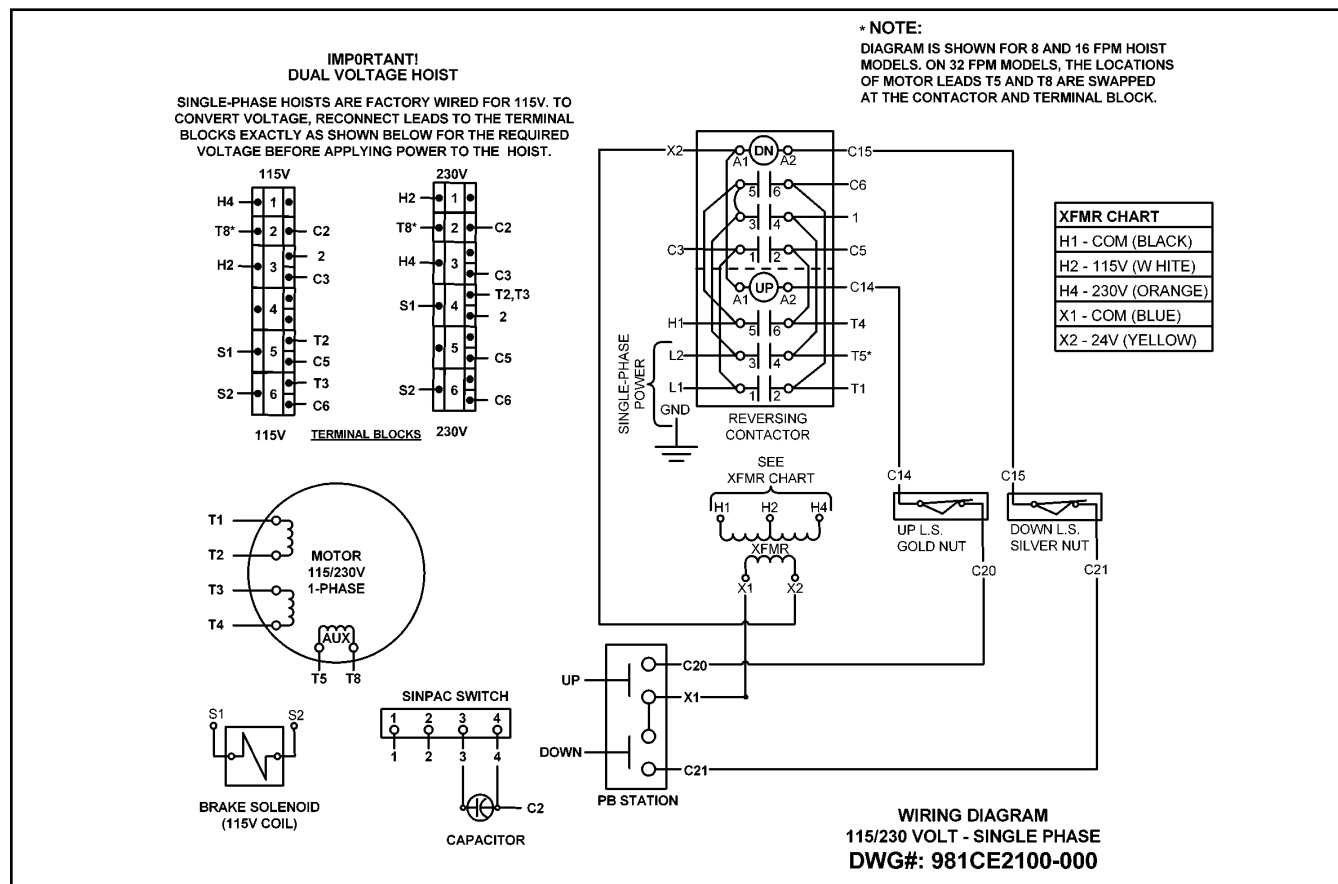 * NOTE:
DIAGRAM IS SHOWN FOR 8 AND 16 FPM HOIST
MODELS. ON 32 FPM MODELS, THE LOCATIONS
OF MOTOR LEADS T5 AND T8 ARE SWAPPED
AT THE CONTACTOR AND TERMINAL BLOCK.
IMP0RTANT!
DUAL VOLTAGE HOIST
SINGLE-PHASE HOISTS ARE FACTORY WIRED FOR 115V. TO
CONVERT VOLTAGE, RECONNECT LEADS TO THE TERMINAL
BLOCKS EXACTLY AS SHOWN BELOW FOR THE REQUIRED
VOLTAGE BEFORE APPLYING POWER TO THE HOIST.
115V
H4 1
T8* 2 C2
2
H2 3
C3
4
T2
S1 5
C5
T3
S2 6
C6
115V
TERMINAL BLOCKS
230V
H2 1
T8* 2 C2
H4 3
C3
T2,T3
S1 4
2
5
C5
S2 6
C6
230V
X2 A1 DN A2 C15
5 6 C6
3 4 1
C3 1 2 C5
A1 UP A2 C14
H1 5 6 T4
L2 3 4 T5*
L1 1 2 T1
SINGLE-PHASE
POWER
GND
REVERSING
CONTACTOR
XFMR CHART
H1 - COM (BLACK)
H2 - 115V (W HITE)
H4 - 230V (ORANGE)
X1 - COM (BLUE)
X2 - 24V (YELLOW)
SEE
XFMR CHART
H1 H2 H4
XFMR
X1 X2
C14
UP L.S.
GOLD NUT
C20
C15
DOWN L.S.
SILVER NUT
C21
T1
T2
T3
T4
MOTOR
115/230V
1-PHASE
AUX
T5 T8
S1 S2
BRAKE SOLENOID
(115V COIL)
SINPAC SWITCH
1 2 3 4
1 2 3 4
C2
CAPACITOR
UP
DOWN
C20
X1
C21
PB STATION
WIRING DIAGRAM
115/230 VOLT - SINGLE PHASE
DWG#: 981CE2100-000